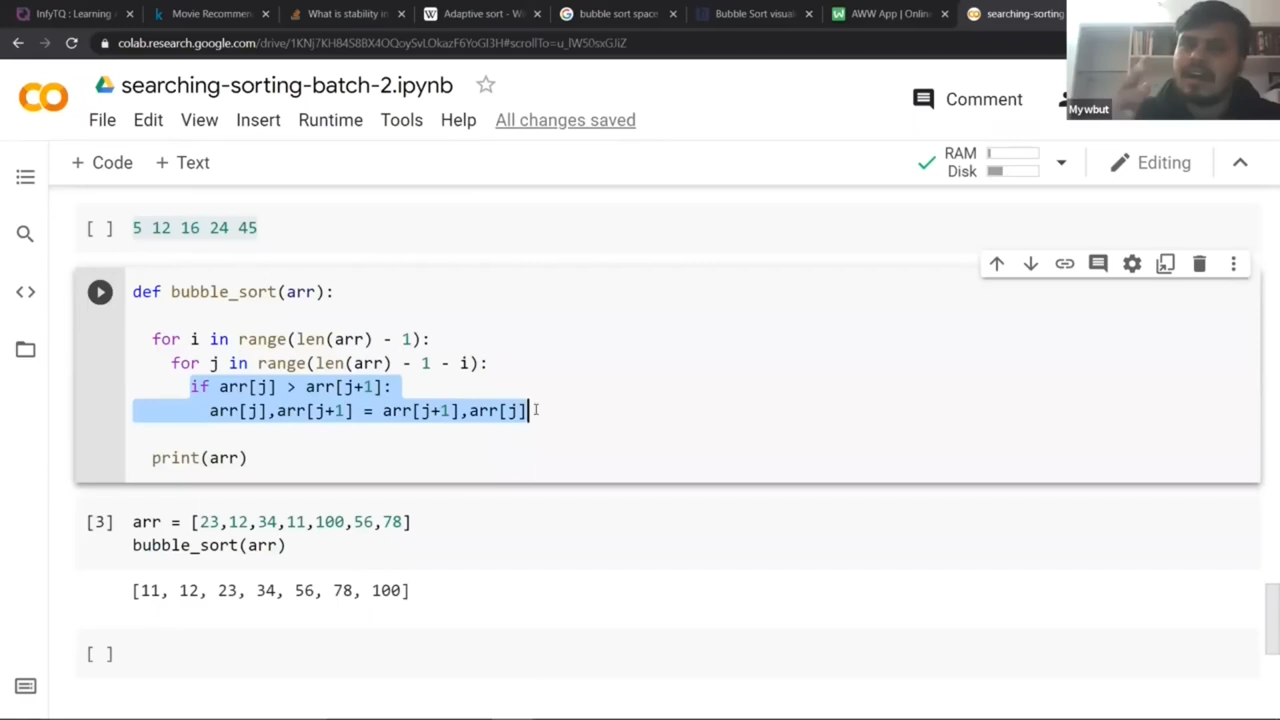 InfyTQ : Learning
Movie Recommen
What is stability in
Adaptive sort - Wi
bubble sort space
Bubble Sort visual
AWW App | Online
searching-sorting
colab.research.google.com/drive/
searching-sorting-batch-2.ipynb
Comment
Mywbut
File Edit View Insert Runtime Tools Help All changes saved
+ Code + Text
RAM
Disk
Editing
[ ] 5 12 16 24 45
def bubble_sort(arr):
for i in range(len(arr) - 1):
for j in range(len(arr) - 1 - i):
if arr[j] > arr[j+1]:
arr[j],arr[j+1] = arr[j+1],arr[j]
print(arr)
[3] arr = [23,12,34,11,100,56,78]
bubble_sort(arr)
[11, 12, 23, 34, 56, 78, 100]
[ ]